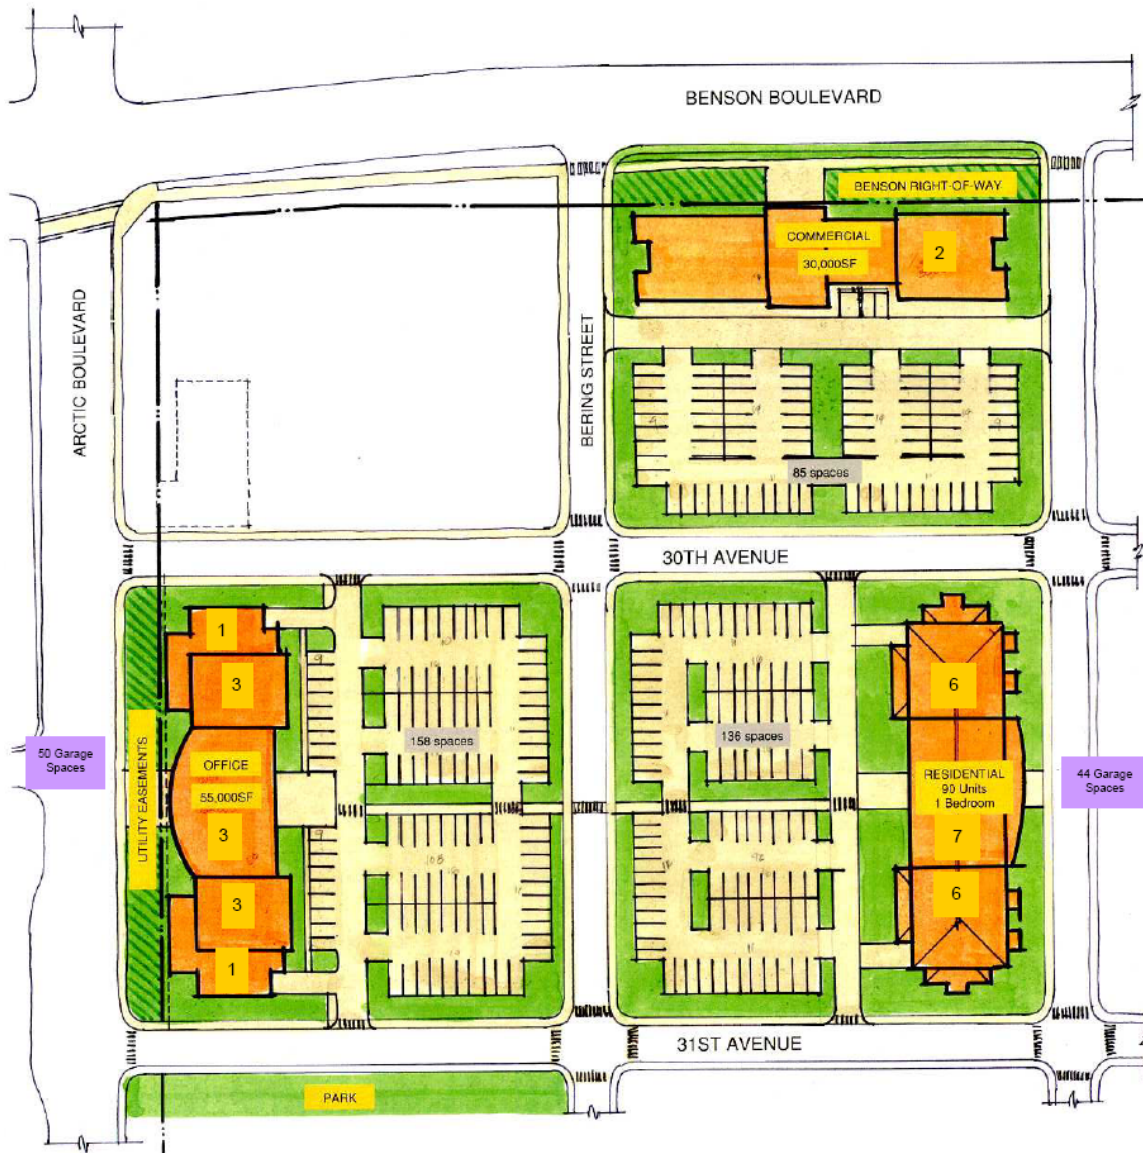 BENSON BOULEVARD
BENSON RIGHT-OF-WAY
COMMERCIAL
30,000SF
2
ARCTIC BOULEVARD
BERING STREET
85 spaces
30TH AVENUE
1
3
50 Garage
Spaces
UTILITY EASEMENTS
OFFICE
55,000SF
3
3
1
158 spaces
136 spaces
6
RESIDENTIAL
90 Units
1 Bedroom
7
6
44 Garage
Spaces
31ST AVENUE
PARK